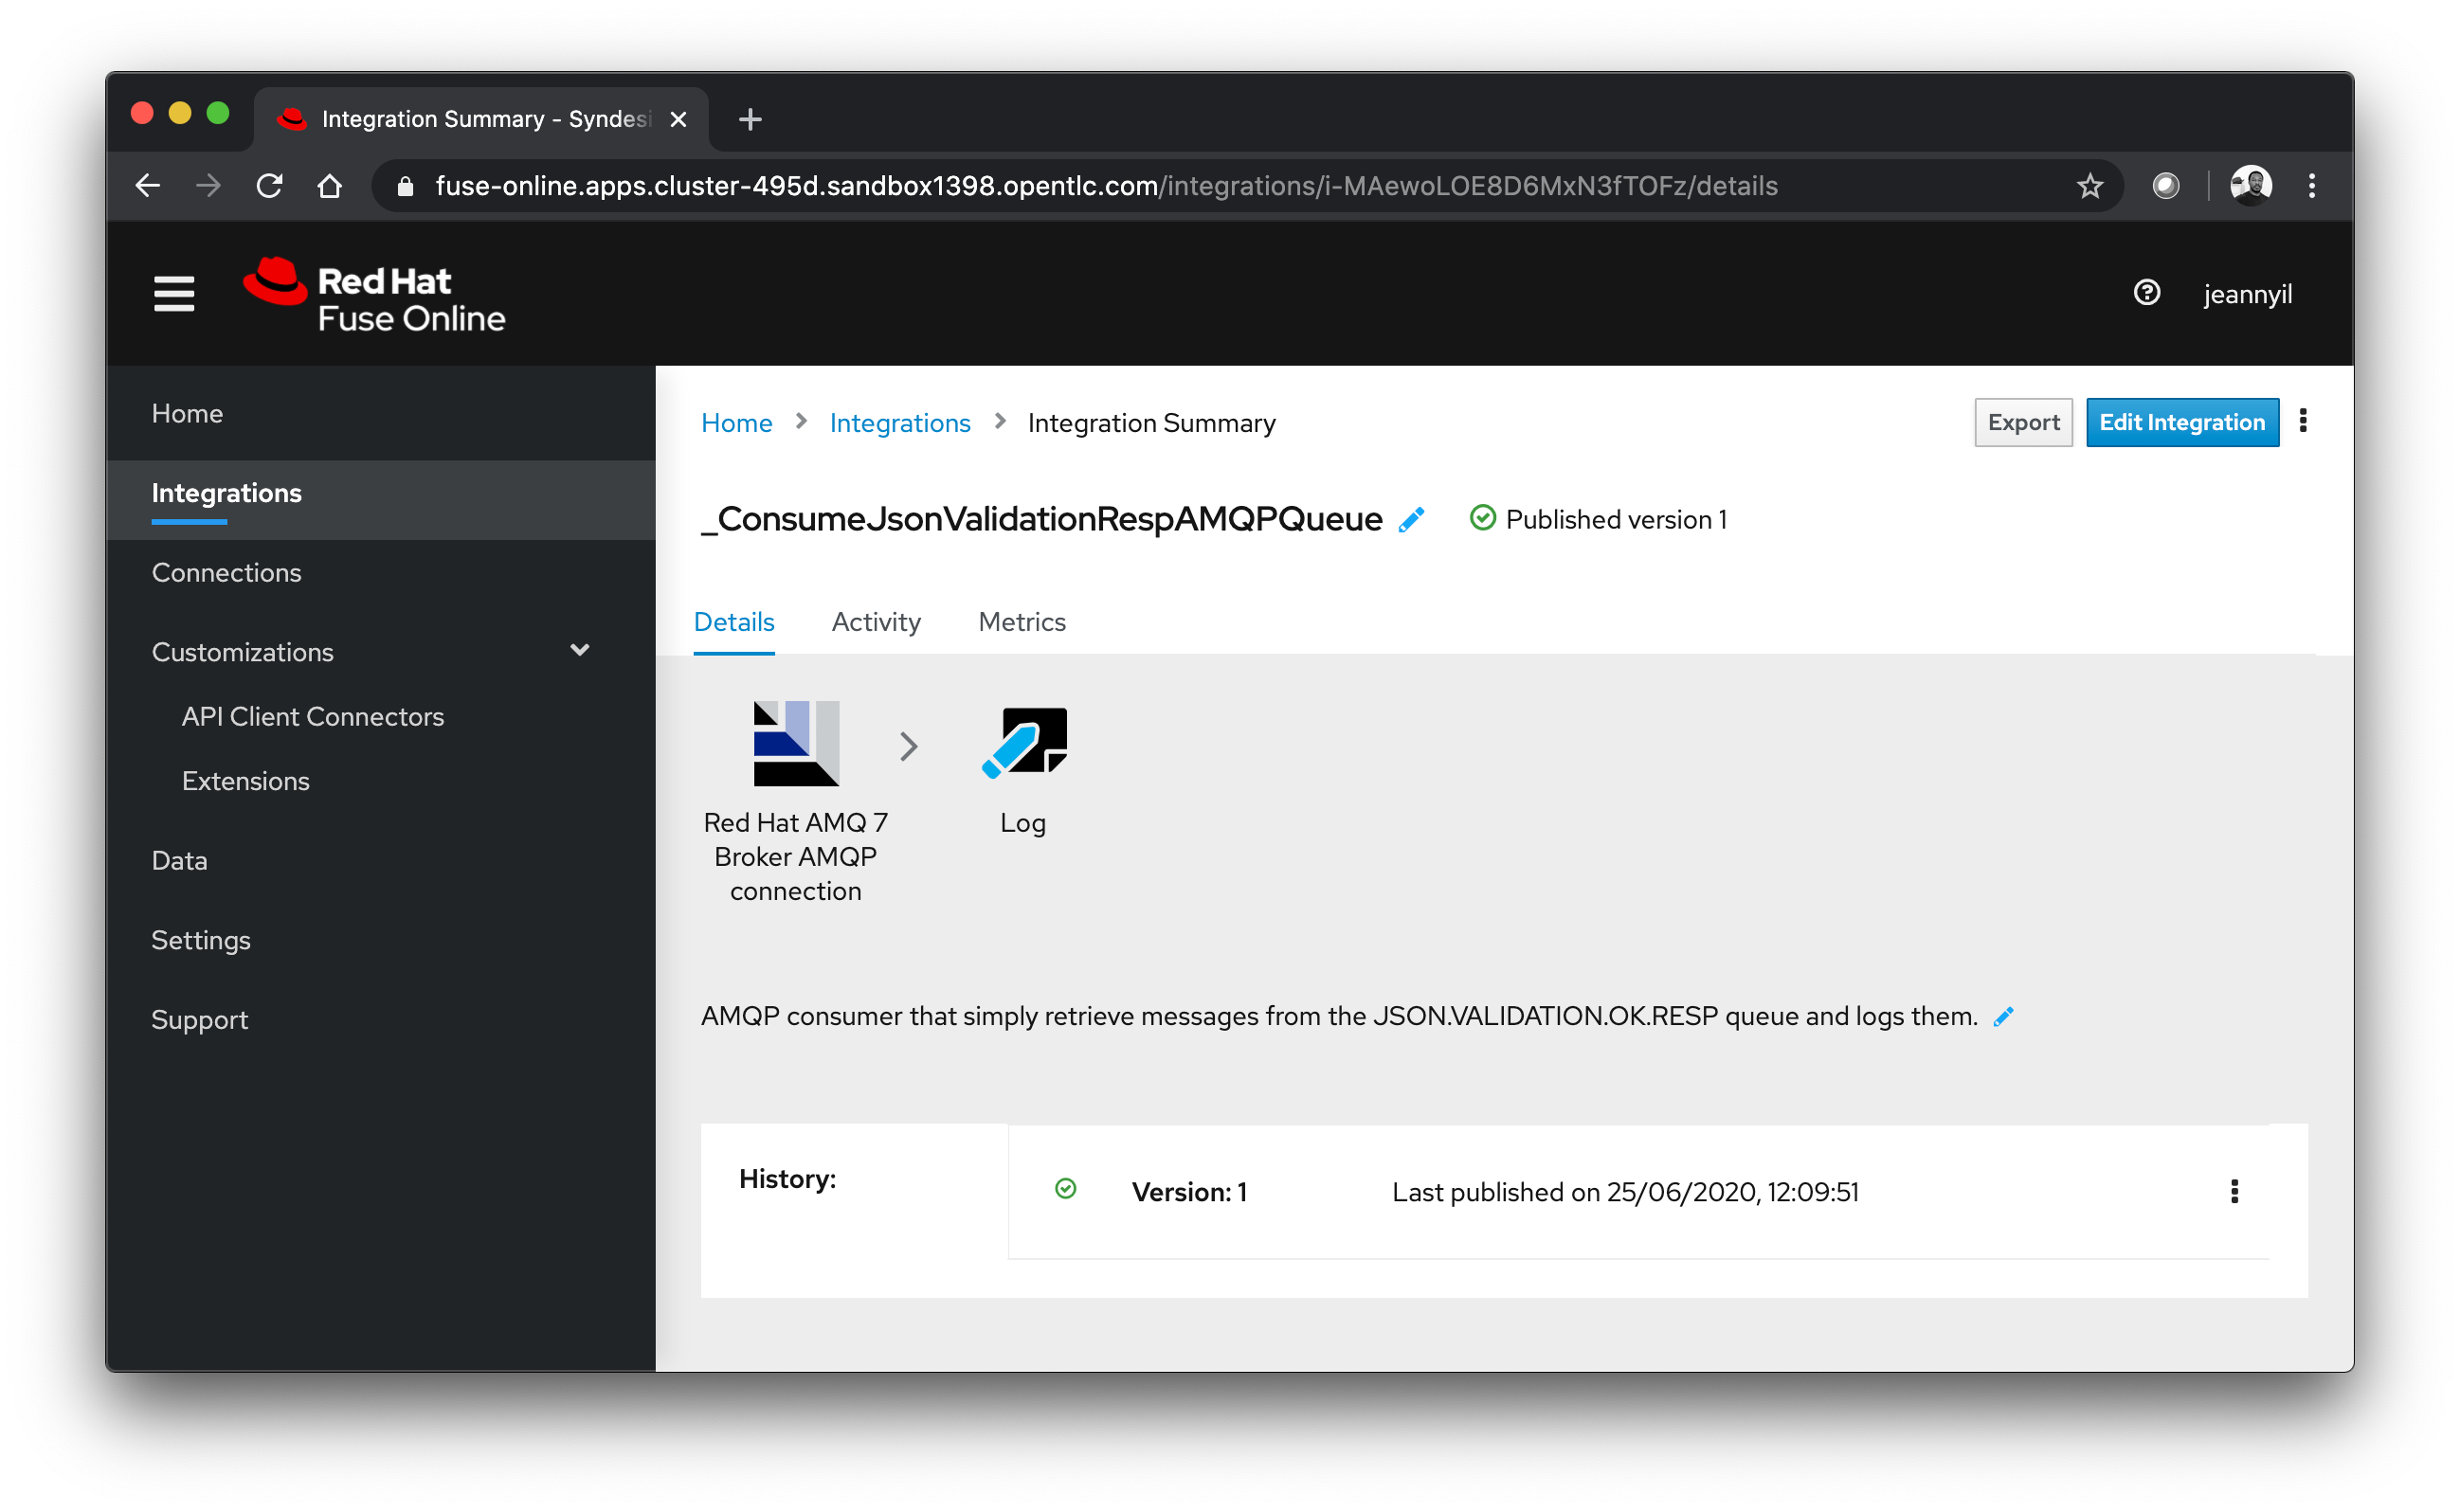 Integration Summary - Syndesi
fuse-online.apps.cluster-495d.sandbox1398.opentlc.com/integrations/i-MAewoLOE8D6MxN3fTOFz/details
Red Hat
Fuse Online
jeannyil
Home
Integrations
Connections
Customizations
API Client Connectors
Extensions
Data
Settings
Support
Home > Integrations > Integration Summary
Export
Edit Integration
_ConsumeJsonValidationRespAMQPQueue
Published version 1
Details
Activity
Metrics
Red Hat AMQ 7
Broker AMQP
connection
Log
AMQP consumer that simply retrieve messages from the JSON.VALIDATION.OK.RESP queue and logs them.
History:
Version: 1
Last published on 25/06/2020, 12:09:51